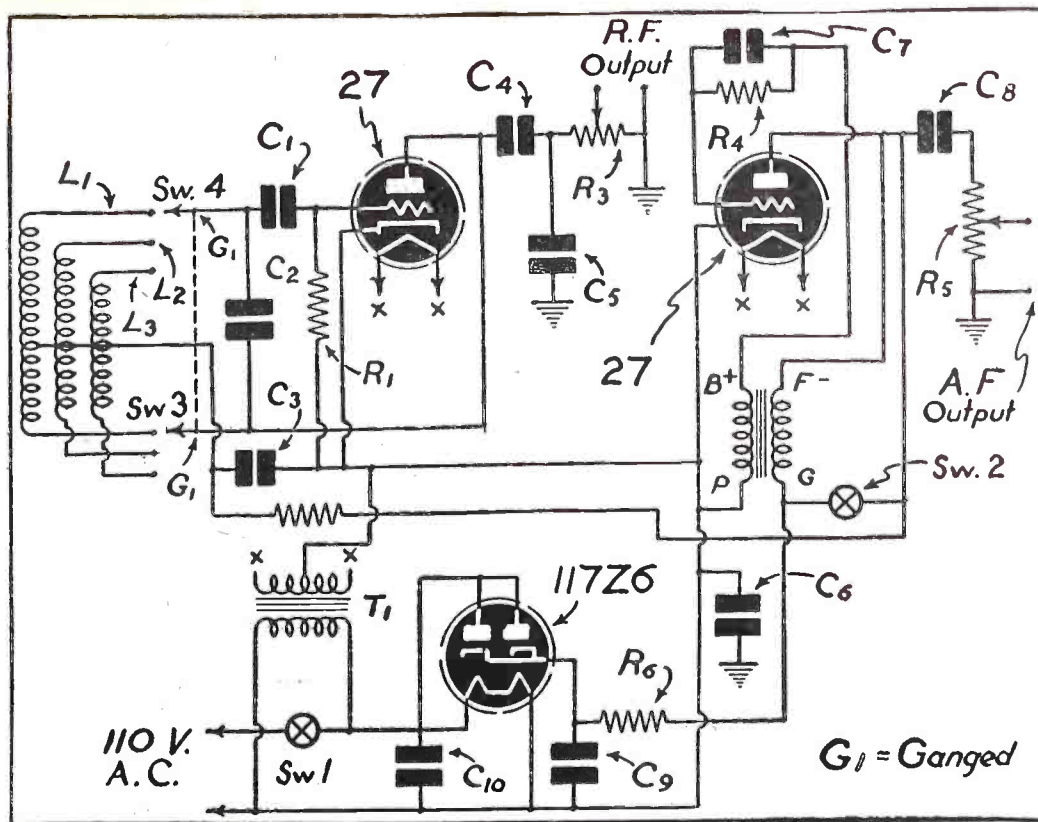 R.F.
Output
C7
27
C4
C8
C1
R4
L1
Sw. 4
R3
G1
C2
L2
L3
C5
R5
R1
27
x x
x x
B+ F-
A.F
Output
Sw 3
C3
G1
P G
Sw. 2
x x
117Z6
C6
T1
R6
110 V.
A.C.
Sw 1
C10
C9
G1 = Ganged